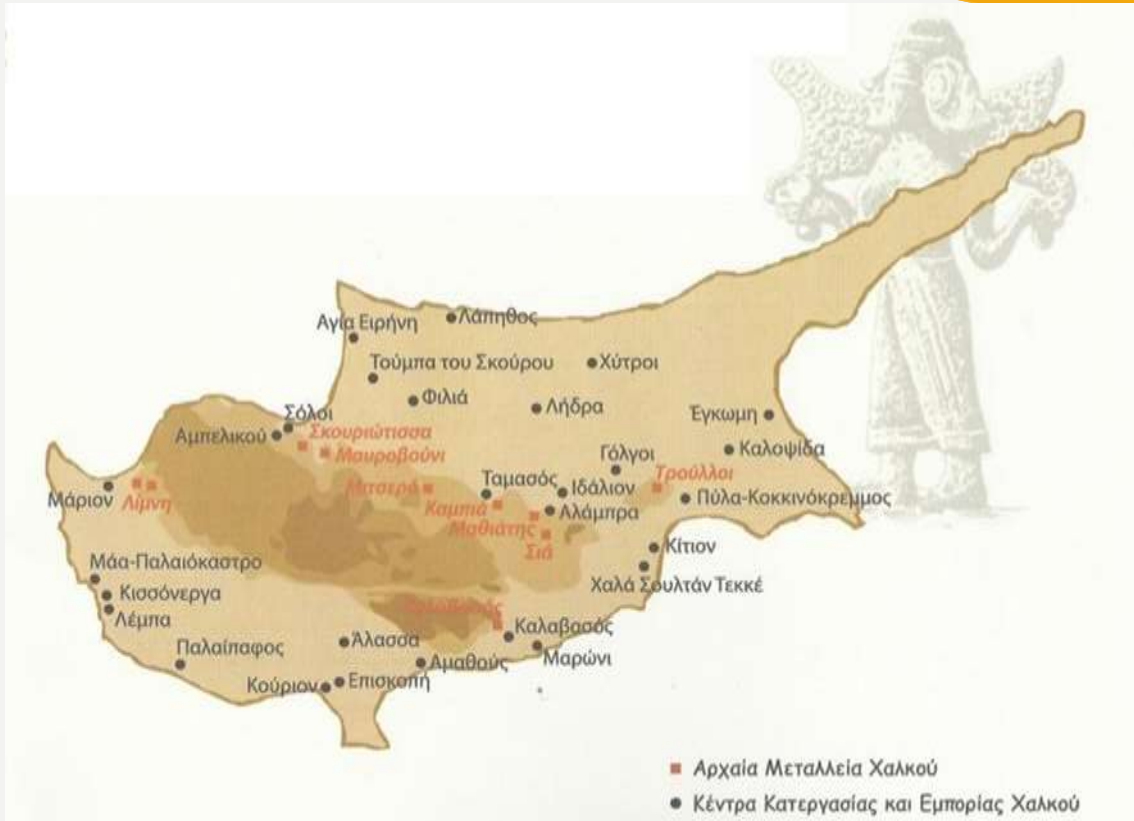 Λάπηθος
Αγία Ειρήνη
Τούμπα του Σκούρου
Χύτροι
Φιλιά
Λήδρα
Σόλοι
Έγκωμη
Αμπελικού
Σκουριώτισσα
Μαυροβούνι
Γόλγοι
Καλοψίδα
Τρούλλοι
Μάριον
Λίμνη
Μιτσερό
Ταμασός
Ιδάλιον
Πύλα-Κοκκινόκρεμμος
Καμπιά
Αλάμπρα
Μαθιάτης
Σιά
Κίτιον
Μάα-Παλαιόκαστρο
Χαλά Σουλτάν Τεκκέ
Κισσόνεργα
Λέμπα
Καλαβασός
Άλασσα
Παλαίπαφος
Αμαθούς
Μαρώνι
Κούριον
Επισκοπή
Αρχαία Μεταλλεία Χαλκού
Κέντρα Κατεργασίας και Εμπορίας Χαλκού